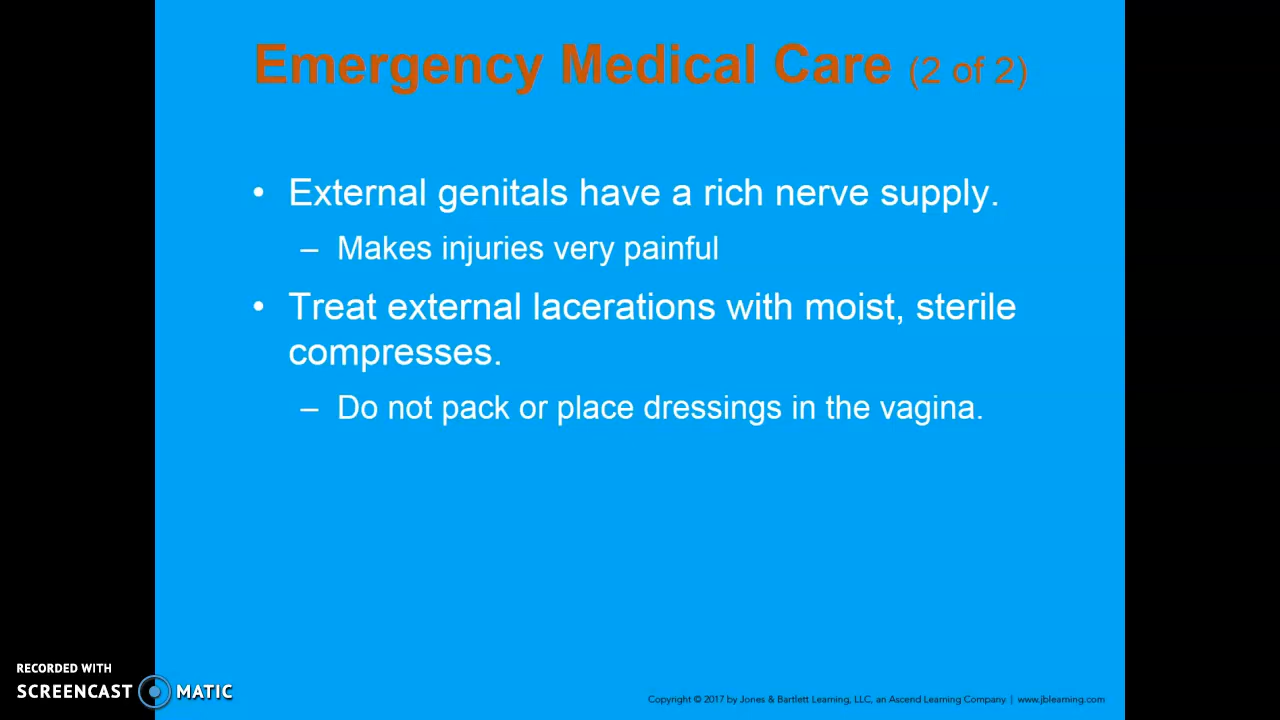 Emergency Medical Care (2 of 2)
• External genitals have a rich nerve supply.
– Makes injuries very painful
• Treat external lacerations with moist, sterile
compresses.
– Do not pack or place dressings in the vagina.
RECORDED WITH
SCREENCAST MATIC
Copyright © 2017 by Jones & Bartlett Learning, LLC, an Ascend Learning Company | www.jblearning.com